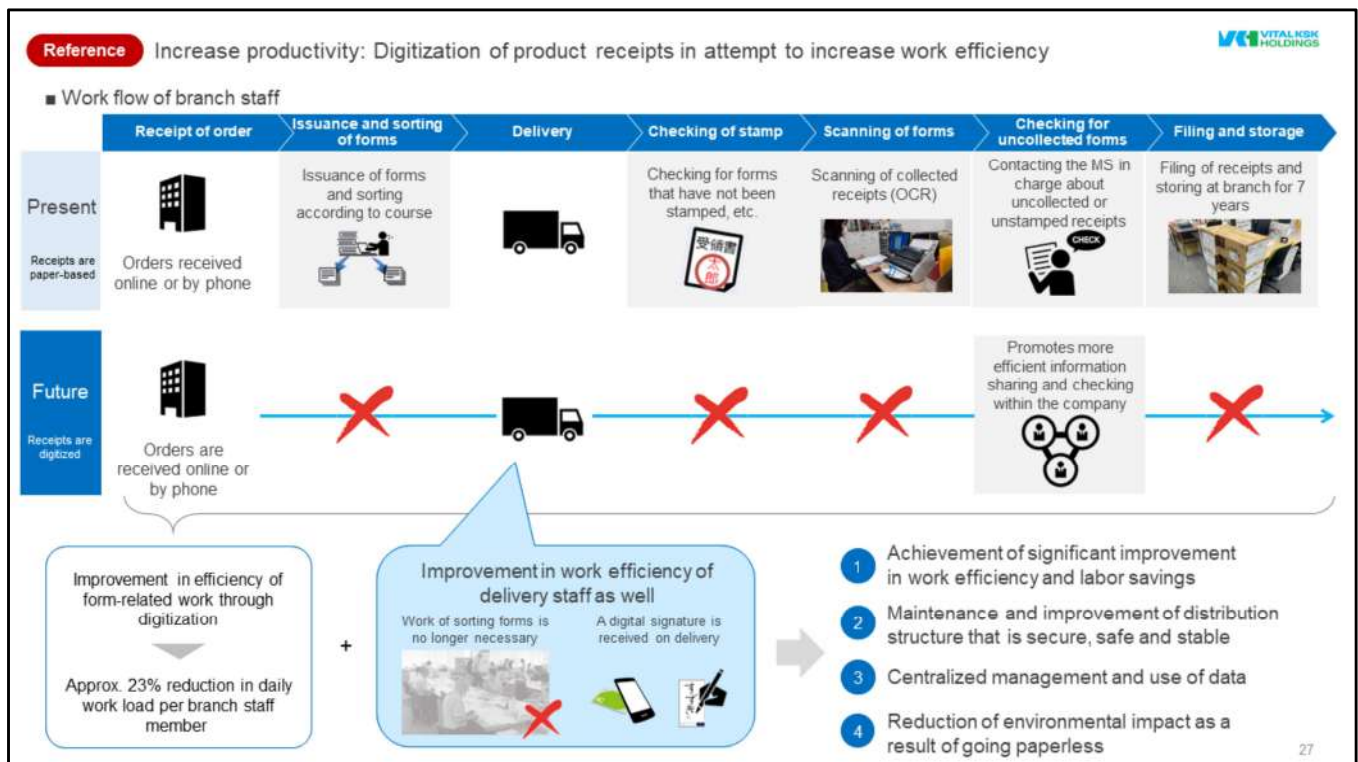 Reference
Increase productivity: Digitization of product receipts in attempt to increase work efficiency
VITAL KSK
HOLDINGS
■ Work flow of branch staff
Receipt of order
Issuance and sorting
of forms
Delivery
Checking of stamp
Scanning of forms
Checking for
uncollected forms
Filing and storage
Present
Receipts are
paper-based
Orders received
online or by phone
Issuance of forms
and sorting
according to course
Checking for forms
that have not been
stamped, etc.
受領書
太郎
Scanning of collected
receipts (OCR)
Contacting the MS in
charge about
uncollected or
unstamped receipts
CHECK
Filing of receipts and
storing at branch for 7
years
Future
Receipts are
digitized
Orders are
received online or
by phone
Promotes more
efficient information
sharing and checking
within the company
Improvement in efficiency of
form-related work through
digitization
Approx. 23% reduction in daily
work load per branch staff
member
+
Improvement in work efficiency of
delivery staff as well
Work of sorting forms is
no longer necessary
A digital signature is
received on delivery
1 Achievement of significant improvement
in work efficiency and labor savings
2 Maintenance and improvement of distribution
structure that is secure, safe and stable
3 Centralized management and use of data
4 Reduction of environmental impact as a
result of going paperless
27